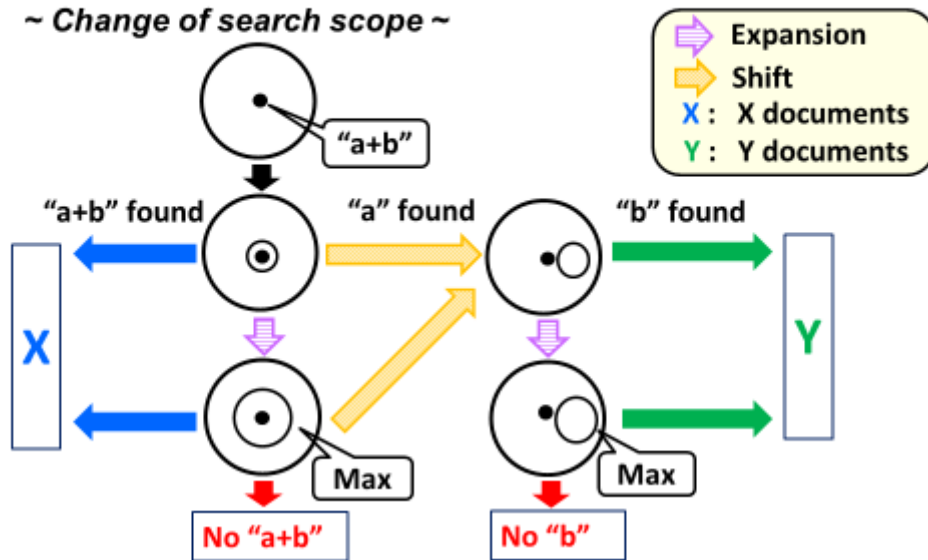 ~ Change of search scope ~
Expansion
Shift
X : X documents
Y : Y documents
“a+b”
“a+b” found
“a” found
“b” found
X
Y
Max
Max
No “a+b”
No “b”